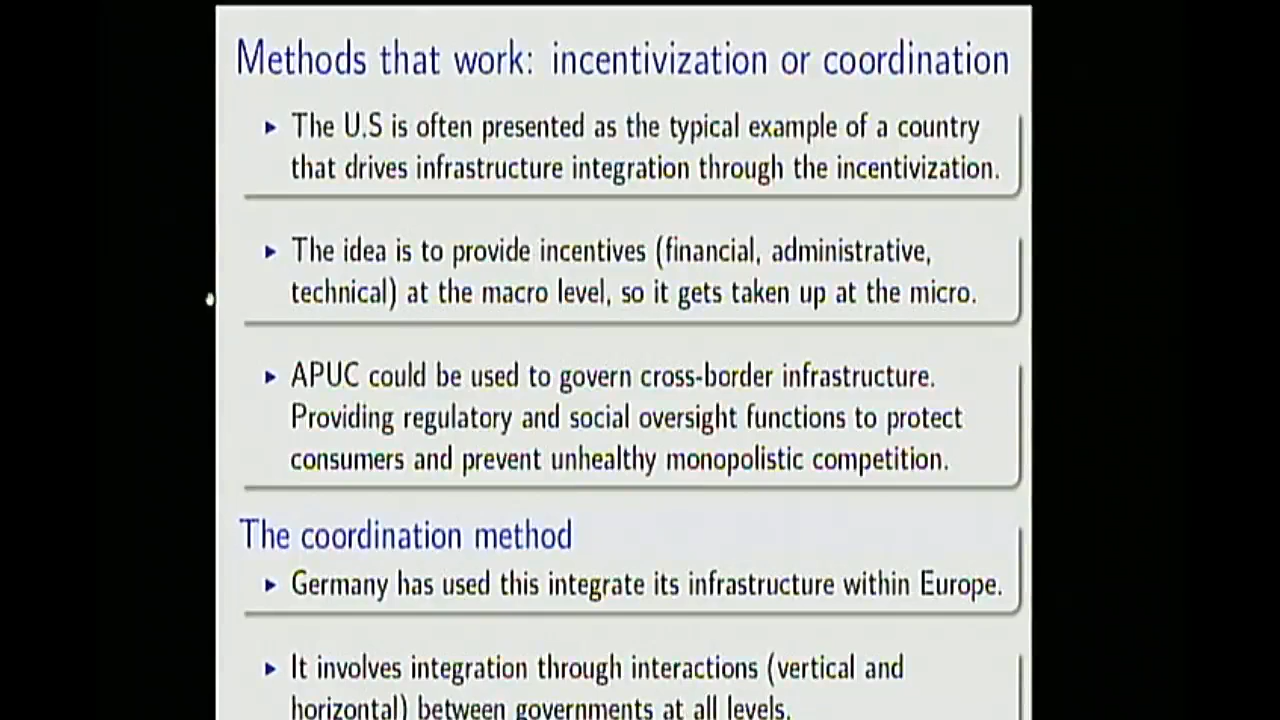 Methods that work: incentivization or coordination
The U.S is often presented as the typical example of a country
that drives infrastructure integration through the incentivization.
The idea is to provide incentives (financial, administrative,
technical) at the macro level, so it gets taken up at the micro.
APUC could be used to govern cross-border infrastructure.
Providing regulatory and social oversight functions to protect
consumers and prevent unhealthy monopolistic competition.
The coordination method
Germany has used this integrate its infrastructure within Europe.
It involves integration through interactions (vertical and
horizontal) between governments at all levels.